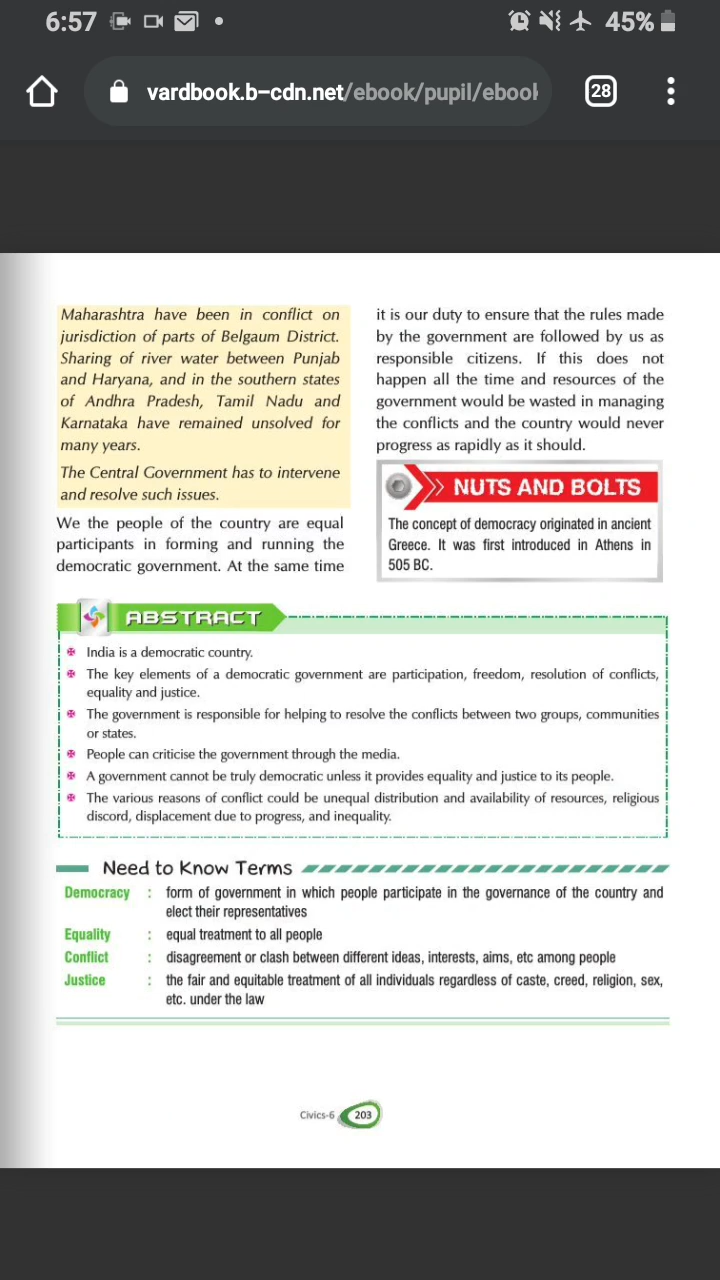 6:57
45%
vardbook.b-cdn.net/ebook/pupil/ebook
28
Maharashtra have been in conflict on
jurisdiction of parts of Belgaum District.
Sharing of river water between Punjab
and Haryana, and in the southern states
of Andhra Pradesh, Tamil Nadu and
Karnataka have remained unsolved for
many years.
The Central Government has to intervene
and resolve such issues.
We the people of the country are equal
participants in forming and running the
democratic government. At the same time
it is our duty to ensure that the rules made
by the government are followed by us as
responsible citizens. If this does not
happen all the time and resources of the
government would be wasted in managing
the conflicts and the country would never
progress as rapidly as it should.
NUTS AND BOLTS
The concept of democracy originated in ancient
Greece. It was first introduced in Athens in
505 BC.
ABSTRACT
India is a democratic country.
The key elements of a democratic government are participation, freedom, resolution of conflicts,
equality and justice.
The government is responsible for helping to resolve the conflicts between two groups, communities
or states.
People can criticise the government through the media.
A government cannot be truly democratic unless it provides equality and justice to its people.
The various reasons of conflict could be unequal distribution and availability of resources, religious
discord, displacement due to progress, and inequality.
Need to Know Terms
Democracy : form of government in which people participate in the governance of the country and
elect their representatives
Equality : equal treatment to all people
Conflict : disagreement or clash between different ideas, interests, aims, etc among people
Justice : the fair and equitable treatment of all individuals regardless of caste, creed, religion, sex,
etc. under the law
Civics-6 203